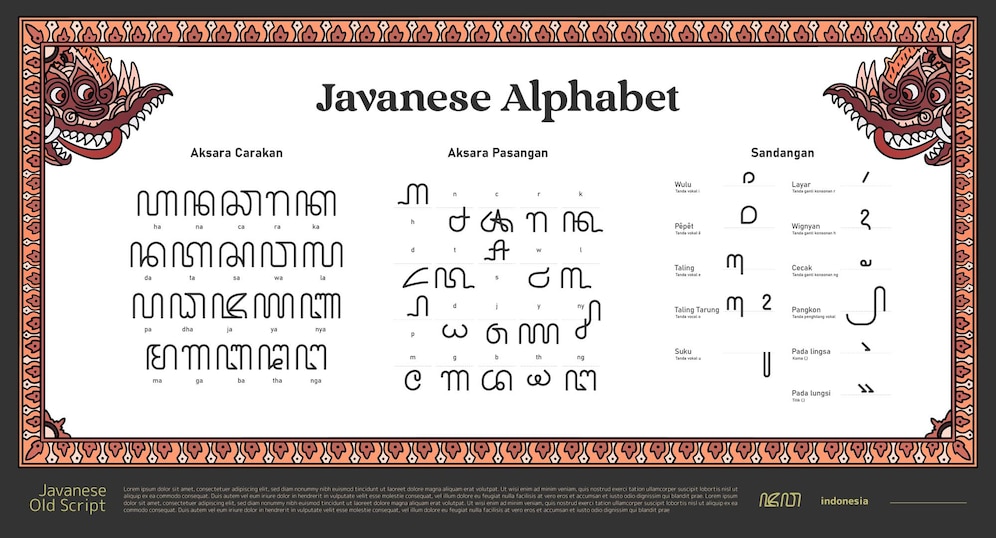 Javanese Alphabet
Aksara Carakan
ꦲꦤꦕꦫꦏ
ha na ca ra ka
ꦢꦠꦱꦮꦭ
da ta sa wa la
ꦥꦣꦗꦪꦚ
pa dha ja ya nya
ꦩꦒꦧꦛꦔ
ma ga ba tha nga
Aksara Pasangan
n c r k
h
d t w l
s
d j y ny
p
m g b th ng
Sandangan
Wulu
Tanda vokal i
Pêpêt
Tanda vokal ê
Taling
Tanda vokal e
Taling Tarung
Tanda vocal o
Suku
Tanda vocal u
Layar
Tanda ganti konsonan r
Wignyan
Tanda ganti konsonan h
Cecak
Tanda ganti konsonan ng
Pangkon
Tanda penghilang vokal
Pada lingsa
Koma (,)
Pada lungsi
Titik (.)
Javanese
Old Script
Lorem ipsum dolor sit amet, consectetuer adipiscing elit, sed diam nonummy nibh euismod tincidunt ut laoreet dolore magna aliquam erat volutpat. Ut wisi enim ad minim veniam, quis nostrud exerci tation ullamcorper suscipit lobortis nisl ut
aliquip ex ea commodo consequat. Duis autem vel eum iriure dolor in hendrerit in vulputate velit esse molestie consequat, vel illum dolore eu feugiat nulla facilisis at vero eros et accumsan et iusto odio dignissim qui blandit Lorem ipsum
dolor sit amet, consectetuer adipiscing elit, sed diam nonummy nibh euismod tincidunt ut laoreet dolore magna aliquam erat volutpat. Ut wisi enim ad minim veniam, quis nostrud exerci tation ullamcorper suscipit lobortis nisl ut aliquip ex ea
commodo consequat. Duis autem vel eum iriure dolor in hendrerit in vulputate velit esse molestie consequat, vel illum dolore eu feugiat nulla facilisis at vero eros et accumsan et iusto odio dignissim qui blandit prae
indonesia